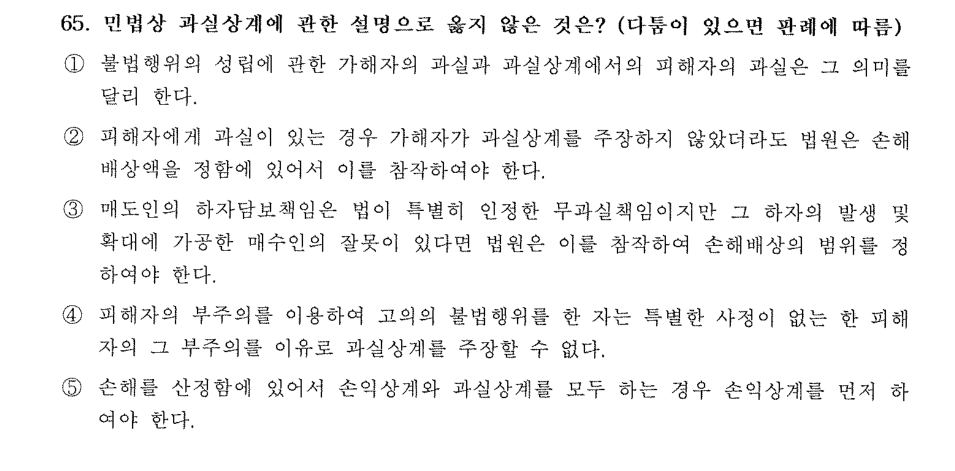 65. 민법상 과실상계에 관한 설명으로 옳지 않은 것은? (다툼이 있으면 판례에 따름)
① 불법행위의 성립에 관한 가해자의 과실과 과실상계에서의 피해자의 과실은 그 의미를
달리 한다.
② 피해자에게 과실이 있는 경우 가해자가 과실상계를 주장하지 않았더라도 법원은 손해
배상액을 정함에 있어서 이를 참작하여야 한다.
③ 매도인의 하자담보책임은 법이 특별히 인정한 무과실책임이지만 그 하자의 발생 및
확대에 가공한 매수인의 잘못이 있다면 법원은 이를 참작하여 손해배상의 범위를 정
하여야 한다.
④ 피해자의 부주의를 이용하여 고의의 불법행위를 한 자는 특별한 사정이 없는 한 피해
자의 그 부주의를 이유로 과실상계를 주장할 수 없다.
⑤ 손해를 산정함에 있어서 손익상계와 과실상계를 모두 하는 경우 손익상계를 먼저 하
여야 한다.